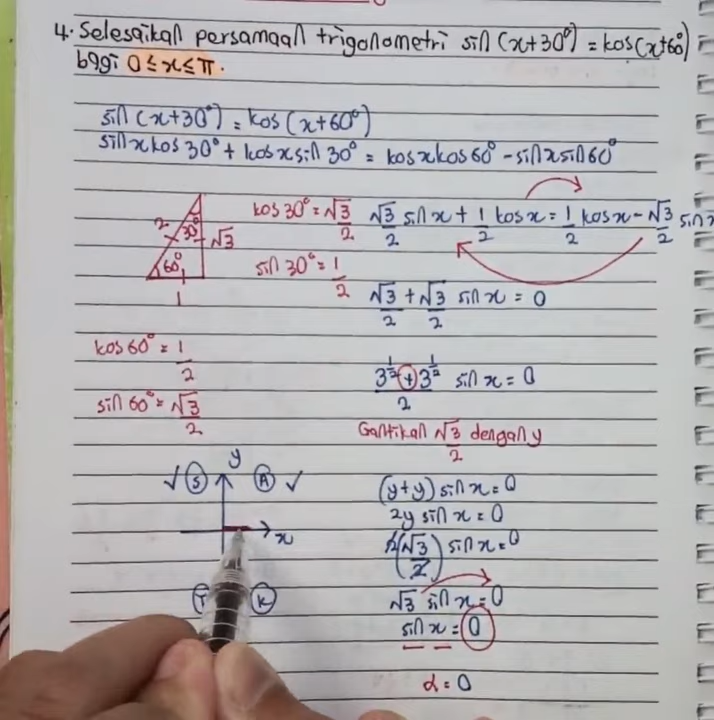 4. Selesaikan persamaan trigonometri sin (x+30°) = kos(x+60°)
bagi 0 ≤ x ≤ π.
sin (x+30°) = kos (x+60°)
sin x kos 30° + kos x sin 30° = kos x kos 60° - sin x sin 60°
kos 30° = √3/2
√3/2 sin x + 1/2 kos x = 1/2 kos x - √3/2 sin x
2 30° √3
60°
1
sin 30° = 1/2
√3/2 + √3/2 sin x = 0
kos 60° = 1/2
sin 60° = √3/2
3^½ + 3^½ / 2 sin x = 0
Gantikan √3/2 dengan y
y
√ S A √
x
T K
(y+y) sin x = 0
2y sin x = 0
2(√3/2) sin x = 0
√3 sin x = 0
sin x = 0
α = 0